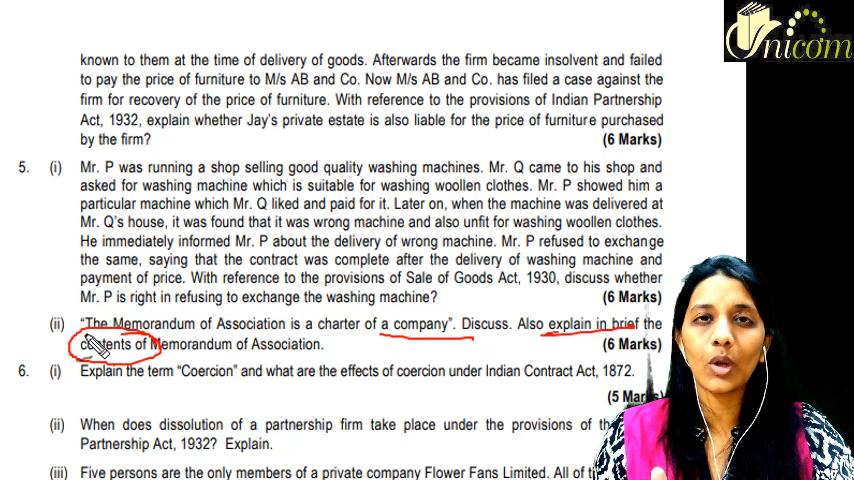 Unicom
known to them at the time of delivery of goods. Afterwards the firm became insolvent and failed
to pay the price of furniture to M/s AB and Co. Now M/s AB and Co. has filed a case against the
firm for recovery of the price of furniture. With reference to the provisions of Indian Partnership
Act, 1932, explain whether Jay's private estate is also liable for the price of furniture purchased
by the firm? (6 Marks)
5. (i) Mr. P was running a shop selling good quality washing machines. Mr. Q came to his shop and
asked for washing machine which is suitable for washing woollen clothes. Mr. P showed him a
particular machine which Mr. Q liked and paid for it. Later on, when the machine was delivered at
Mr. Q's house, it was found that it was wrong machine and also unfit for washing woollen clothes.
He immediately informed Mr. P about the delivery of wrong machine. Mr. P refused to exchange
the same, saying that the contract was complete after the delivery of washing machine and
payment of price. With reference to the provisions of Sale of Goods Act, 1930, discuss whether
Mr. P is right in refusing to exchange the washing machine? (6 Marks)
(ii) “The Memorandum of Association is a charter of a company”. Discuss. Also explain in brief the
contents of Memorandum of Association. (6 Marks)
6. (i) Explain the term “Coercion” and what are the effects of coercion under Indian Contract Act, 1872.
(5 Marks)
(ii) When does dissolution of a partnership firm take place under the provisions of th
Partnership Act, 1932? Explain.
(iii) Five persons are the only members of a private company Flower Fans Limited. All of t